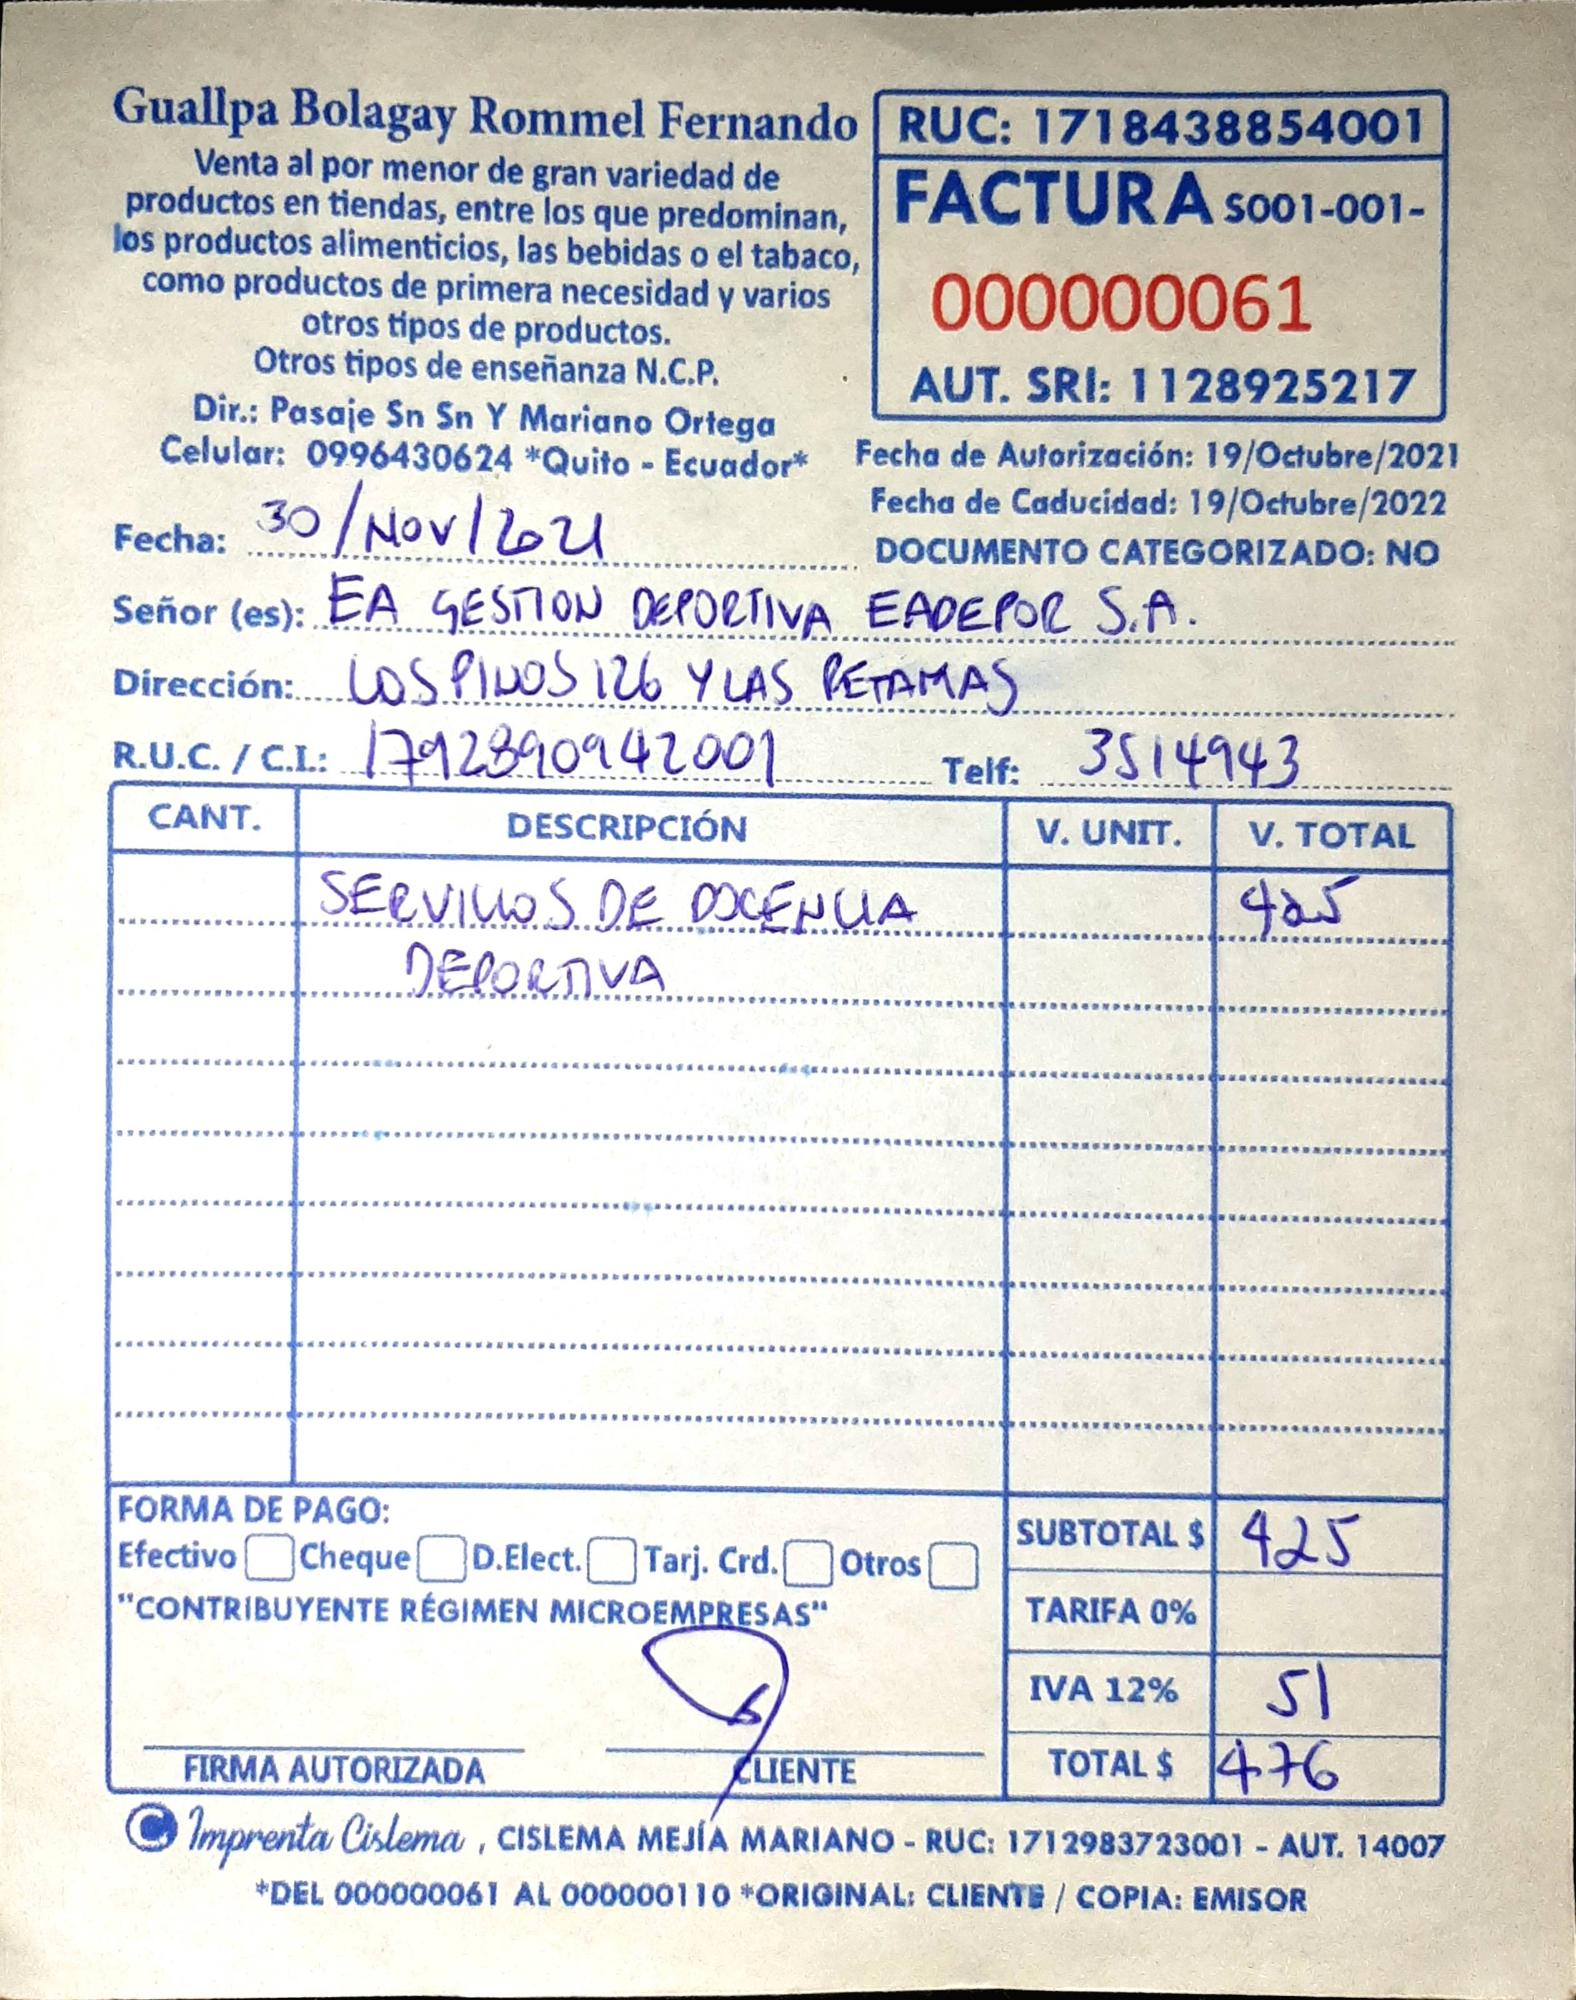 Guallpa Bolagay Rommel Fernando
Venta al por menor de gran variedad de
productos en tiendas, entre los que predominan,
los productos alimenticios, las bebidas o el tabaco,
como productos de primera necesidad y varios
otros tipos de productos.
Otros tipos de enseñanza N.C.P.
Dir.: Pasaje Sn Sn Y Mariano Ortega
Celular: 0996430624 *Quito - Ecuador*
RUC: 1718438854001
FACTURA S001-001-
000000061
AUT. SRI: 1128925217
Fecha de Autorización: 19/Octubre/2021
Fecha de Caducidad: 19/Octubre/2022
DOCUMENTO CATEGORIZADO: NO
Fecha: 30/NOV/2021
Señor (es): EA GESTION DEPORTIVA EADEPOR S.A.
Dirección: LOS PINOS 126 Y LAS RETAMAS
R.U.C. / C.I.: 1792890942001 Telf: 3514943
CANT. DESCRIPCIÓN V. UNIT. V. TOTAL
SERVICIOS DE DOCENCIA 425
DEPORTIVA
FORMA DE PAGO:
Efectivo Cheque D.Elect. Tarj. Crd. Otros
"CONTRIBUYENTE RÉGIMEN MICROEMPRESAS"
FIRMA AUTORIZADA CLIENTE
SUBTOTAL $ 425
TARIFA 0%
IVA 12% 51
TOTAL $ 476
Imprenta Cislema , CISLEMA MEJÍA MARIANO - RUC: 1712983723001 - AUT. 14007
*DEL 000000061 AL 000000110 *ORIGINAL: CLIENTE / COPIA: EMISOR